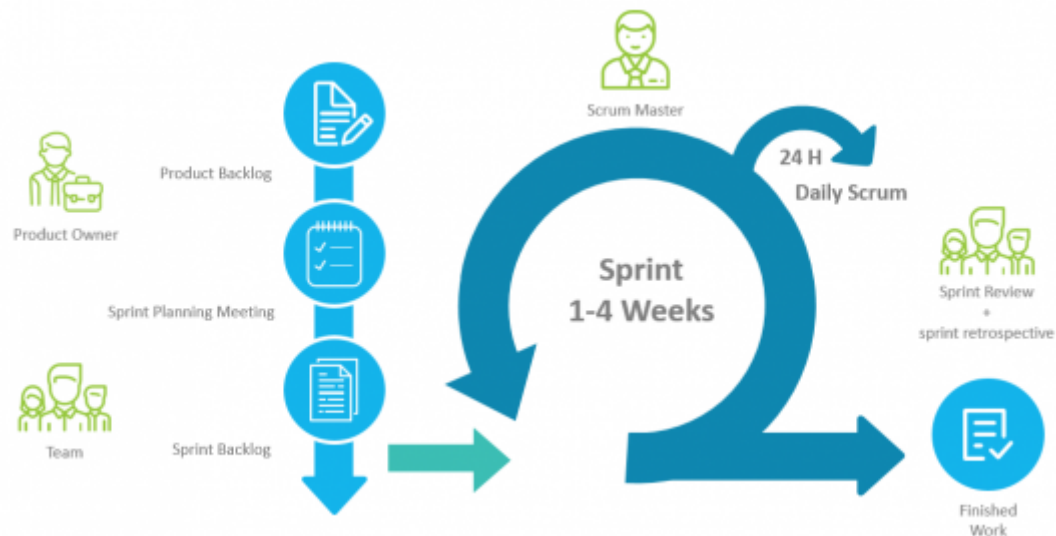 Scrum Master
Product Backlog
24 H
Daily Scrum
Product Owner
Sprint
1-4 Weeks
Sprint Planning Meeting
Sprint Review
+
sprint retrospective
Team
Sprint Backlog
Finished
Work